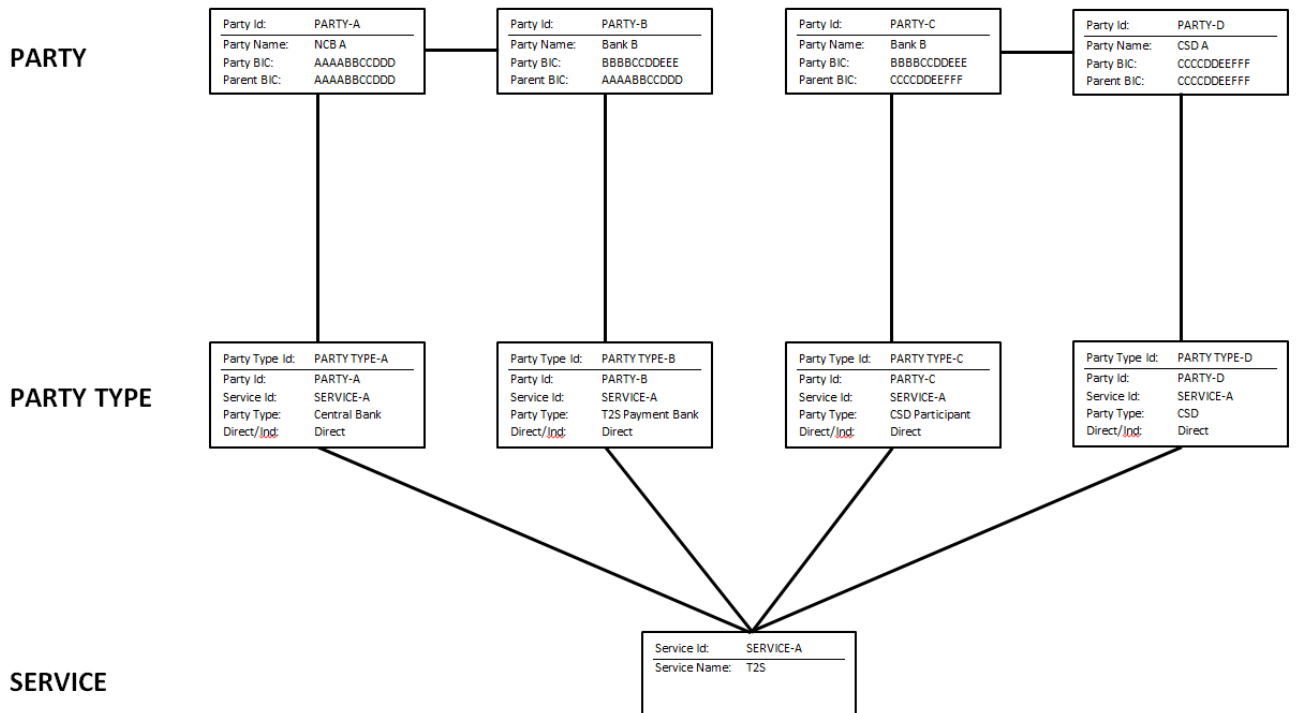 PARTY
Party Id: PARTY-A
Party Name: NCB A
Party BIC: AAAABBCCDDD
Parent BIC: AAAABBCCDDD
Party Id: PARTY-B
Party Name: Bank B
Party BIC: BBBBCCDDEEE
Parent BIC: AAAABBCCDDD
Party Id: PARTY-C
Party Name: Bank B
Party BIC: BBBBCCDDEEE
Parent BIC: CCCCDDEEFFF
Party Id: PARTY-D
Party Name: CSD A
Party BIC: CCCCDDEEFFF
Parent BIC: CCCCDDEEFFF
PARTY TYPE
Party Type Id: PARTY TYPE-A
Party Id: PARTY-A
Service Id: SERVICE-A
Party Type: Central Bank
Direct/Ind: Direct
Party Type Id: PARTY TYPE-B
Party Id: PARTY-B
Service Id: SERVICE-A
Party Type: T2S Payment Bank
Direct/Ind: Direct
Party Type Id: PARTY TYPE-C
Party Id: PARTY-C
Service Id: SERVICE-A
Party Type: CSD Participant
Direct/Ind: Direct
Party Type Id: PARTY TYPE-D
Party Id: PARTY-D
Service Id: SERVICE-A
Party Type: CSD
Direct/Ind: Direct
SERVICE
Service Id: SERVICE-A
Service Name: T2S